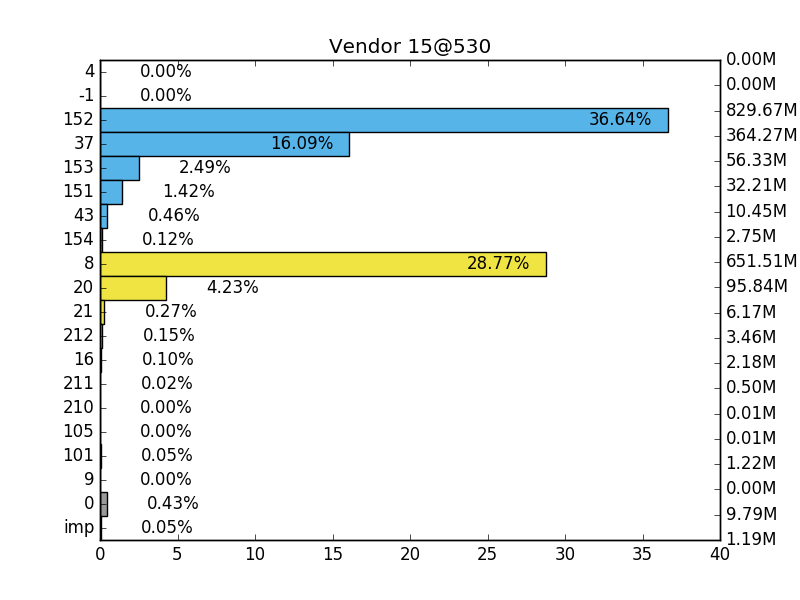 Vendor 15@530
4 0.00% 0.00M
-1 0.00% 0.00M
152 36.64% 829.67M
37 16.09% 364.27M
153 2.49% 56.33M
151 1.42% 32.21M
43 0.46% 10.45M
154 0.12% 2.75M
8 28.77% 651.51M
20 4.23% 95.84M
21 0.27% 6.17M
212 0.15% 3.46M
16 0.10% 2.18M
211 0.02% 0.50M
210 0.00% 0.01M
105 0.00% 0.01M
101 0.05% 1.22M
9 0.00% 0.00M
0 0.43% 9.79M
imp 0.05% 1.19M
0 5 10 15 20 25 30 35 40